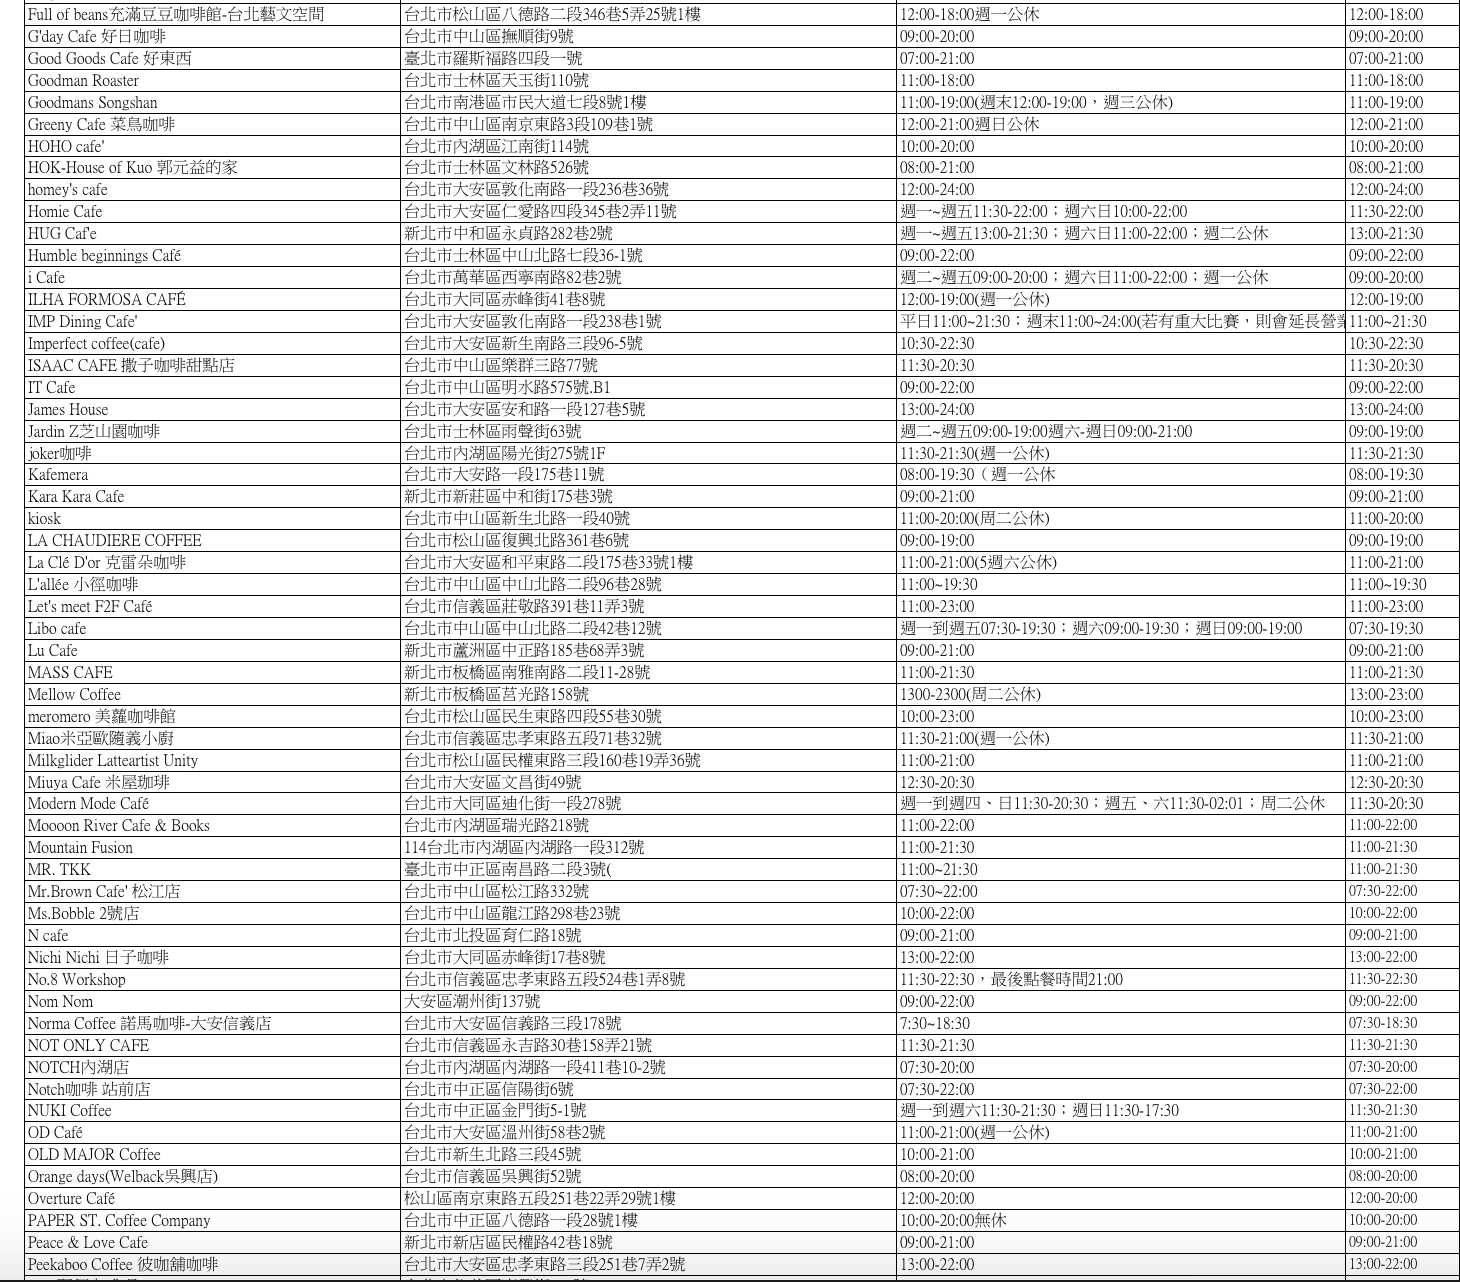 Full of beans充滿豆豆咖啡館-台北藝文空間 台北市松山區八德路二段346巷5弄25號1樓 12:00-18:00週一公休 12:00-18:00
G'day Cafe 好日咖啡 台北市中山區撫順街9號 09:00-20:00 09:00-20:00
Good Goods Cafe 好東西 臺北市羅斯福路四段一號 07:00-21:00 07:00-21:00
Goodman Roaster 台北市士林區天玉街110號 11:00-18:00 11:00-18:00
Goodmans Songshan 台北市南港區市民大道七段8號1樓 11:00-19:00(週末12:00-19:00，週三公休) 11:00-19:00
Greeny Cafe 菜鳥咖啡 台北市中山區南京東路3段109巷1號 12:00-21:00週日公休 12:00-21:00
HOHO cafe' 台北市內湖區江南街114號 10:00-20:00 10:00-20:00
HOK-House of Kuo 郭元益的家 台北市士林區文林路526號 08:00-21:00 08:00-21:00
homey's cafe 台北市大安區敦化南路一段236巷36號 12:00-24:00 12:00-24:00
Homie Cafe 台北市大安區仁愛路四段345巷2弄11號 週一~週五11:30-22:00；週六日10:00-22:00 11:30-22:00
HUG Caf'e 新北市中和區永貞路282巷2號 週一~週五13:00-21:30；週六日11:00-22:00；週二公休 13:00-21:30
Humble beginnings Café 台北市士林區中山北路七段36-1號 09:00-22:00 09:00-22:00
i Cafe 台北市萬華區西寧南路82巷2號 週二~週五09:00-20:00；週六日11:00-22:00；週一公休 09:00-20:00
ILHA FORMOSA CAFÉ 台北市大同區赤峰街41巷8號 12:00-19:00(週一公休) 12:00-19:00
IMP Dining Cafe' 台北市大安區敦化南路一段238巷1號 平日11:00~21:30；週末11:00~24:00(若有重大比賽，則會延長營業 11:00~21:30
Imperfect coffee(cafe) 台北市大安區新生南路三段96-5號 10:30-22:30 10:30-22:30
ISAAC CAFE 撒子咖啡甜點店 台北市中山區樂群三路77號 11:30-20:30 11:30-20:30
IT Cafe 台北市中山區明水路575號.B1 09:00-22:00 09:00-22:00
James House 台北市大安區安和路一段127巷5號 13:00-24:00 13:00-24:00
Jardin Z芝山園咖啡 台北市士林區雨聲街63號 週二~週五09:00-19:00週六-週日09:00-21:00 09:00-19:00
joker咖啡 台北市內湖區陽光街275號1F 11:30-21:30(週一公休) 11:30-21:30
Kafemera 台北市大安路一段175巷11號 08:00-19:30（ 週一公休 08:00-19:30
Kara Kara Cafe 新北市新莊區中和街175巷3號 09:00-21:00 09:00-21:00
kiosk 台北市中山區新生北路一段40號 11:00-20:00(周二公休) 11:00-20:00
LA CHAUDIERE COFFEE 台北市松山區復興北路361巷6號 09:00-19:00 09:00-19:00
La Clé D'or 克雷朵咖啡 台北市大安區和平東路二段175巷33號1樓 11:00-21:00(5週六公休) 11:00-21:00
L'allée 小徑咖啡 台北市中山區中山北路二段96巷28號 11:00~19:30 11:00~19:30
Let's meet F2F Café 台北市信義區莊敬路391巷11弄3號 11:00-23:00 11:00-23:00
Libo cafe 台北市中山區中山北路二段42巷12號 週一到週五07:30-19:30；週六09:00-19:30；週日09:00-19:00 07:30-19:30
Lu Cafe 新北市蘆洲區中正路185巷68弄3號 09:00-21:00 09:00-21:00
MASS CAFE 新北市板橋區南雅南路二段11-28號 11:00-21:30 11:00-21:30
Mellow Coffee 新北市板橋區莒光路158號 1300-2300(周二公休) 13:00-23:00
meromero 美蘿咖啡館 台北市松山區民生東路四段55巷30號 10:00-23:00 10:00-23:00
Miao米亞歐隨義小廚 台北市信義區忠孝東路五段71巷32號 11:30-21:00(週一公休) 11:30-21:00
Milkglider Latteartist Unity 台北市松山區民權東路三段160巷19弄36號 11:00-21:00 11:00-21:00
Miuya Cafe 米屋珈琲 台北市大安區文昌街49號 12:30-20:30 12:30-20:30
Modern Mode Café 台北市大同區迪化街一段278號 週一到週四、日11:30-20:30；週五、六11:30-02:01；周二公休 11:30-20:30
Moooon River Cafe & Books 台北市內湖區瑞光路218號 11:00-22:00 11:00-22:00
Mountain Fusion 114台北市內湖區內湖路一段312號 11:00-21:30 11:00-21:30
MR. TKK 臺北市中正區南昌路二段3號( 11:00~21:30 11:00-21:30
Mr.Brown Cafe' 松江店 台北市中山區松江路332號 07:30~22:00 07:30-22:00
Ms.Bobble 2號店 台北市中山區龍江路298巷23號 10:00-22:00 10:00-22:00
N cafe 台北市北投區育仁路18號 09:00-21:00 09:00-21:00
Nichi Nichi 日子咖啡 台北市大同區赤峰街17巷8號 13:00-22:00 13:00-22:00
No.8 Workshop 台北市信義區忠孝東路五段524巷1弄8號 11:30-22:30，最後點餐時間21:00 11:30-22:30
Nom Nom 大安區潮州街137號 09:00-22:00 09:00-22:00
Norma Coffee 諾馬咖啡-大安信義店 台北市大安區信義路三段178號 7:30~18:30 07:30-18:30
NOT ONLY CAFE 台北市信義區永吉路30巷158弄21號 11:30-21:30 11:30-21:30
NOTCH內湖店 台北市內湖區內湖路一段411巷10-2號 07:30-20:00 07:30-20:00
Notch咖啡 站前店 台北市中正區信陽街6號 07:30-22:00 07:30-22:00
NUKI Coffee 台北市中正區金門街5-1號 週一到週六11:30-21:30；週日11:30-17:30 11:30-21:30
OD Café 台北市大安區溫州街58巷2號 11:00-21:00(週一公休) 11:00-21:00
OLD MAJOR Coffee 台北市新生北路三段45號 10:00-21:00 10:00-21:00
Orange days(Welback吳興店) 台北市信義區吳興街52號 08:00-20:00 08:00-20:00
Overture Café 松山區南京東路五段251巷22弄29號1樓 12:00-20:00 12:00-20:00
PAPER ST. Coffee Company 台北市中正區八德路一段28號1樓 10:00-20:00無休 10:00-20:00
Peace & Love Cafe 新北市新店區民權路42巷18號 09:00-21:00 09:00-21:00
Peekaboo Coffee 彼咖舖咖啡 台北市大安區忠孝東路三段251巷7弄2號 13:00-22:00 13:00-22:00